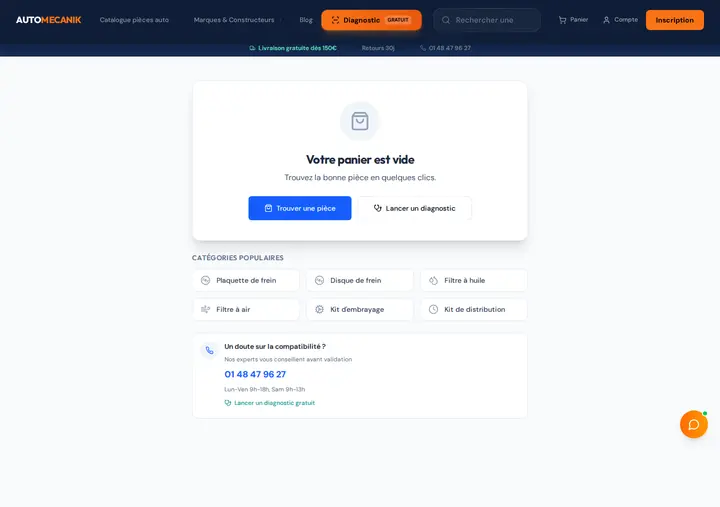 AUTOMECANIK
Catalogue pièces auto
Marques & Constructeurs
Blog
Diagnostic GRATUIT
Rechercher une
Panier
Compte
Inscription
Livraison gratuite dès 150€
Retours 30j
01 48 47 96 27
Votre panier est vide
Trouvez la bonne pièce en quelques clics.
Trouver une pièce
Lancer un diagnostic
CATÉGORIES POPULAIRES
Plaquette de frein
Disque de frein
Filtre à huile
Filtre à air
Kit d'embrayage
Kit de distribution
Un doute sur la compatibilité ?
Nos experts vous conseillent avant validation
01 48 47 96 27
Lun-Ven 9h-18h, Sam 9h-13h
Lancer un diagnostic gratuit